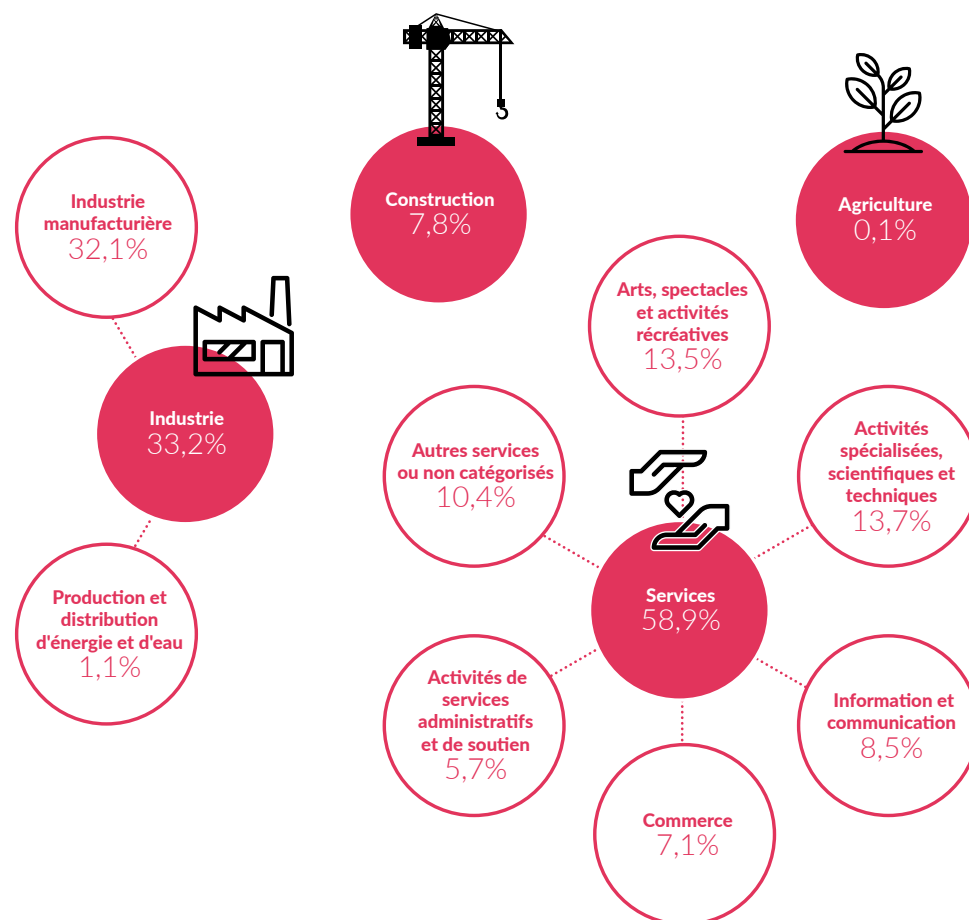 Construction
7,8%
Agriculture
0,1%
Industrie
manufacturière
32,1%
Industrie
33,2%
Production et
distribution
d'énergie et d'eau
1,1%
Arts, spectacles
et activités
récréatives
13,5%
Autres services
ou non catégorisés
10,4%
Activités
spécialisées,
scientifiques et
techniques
13,7%
Services
58,9%
Activités de
services
administratifs
et de soutien
5,7%
Information et
communication
8,5%
Commerce
7,1%